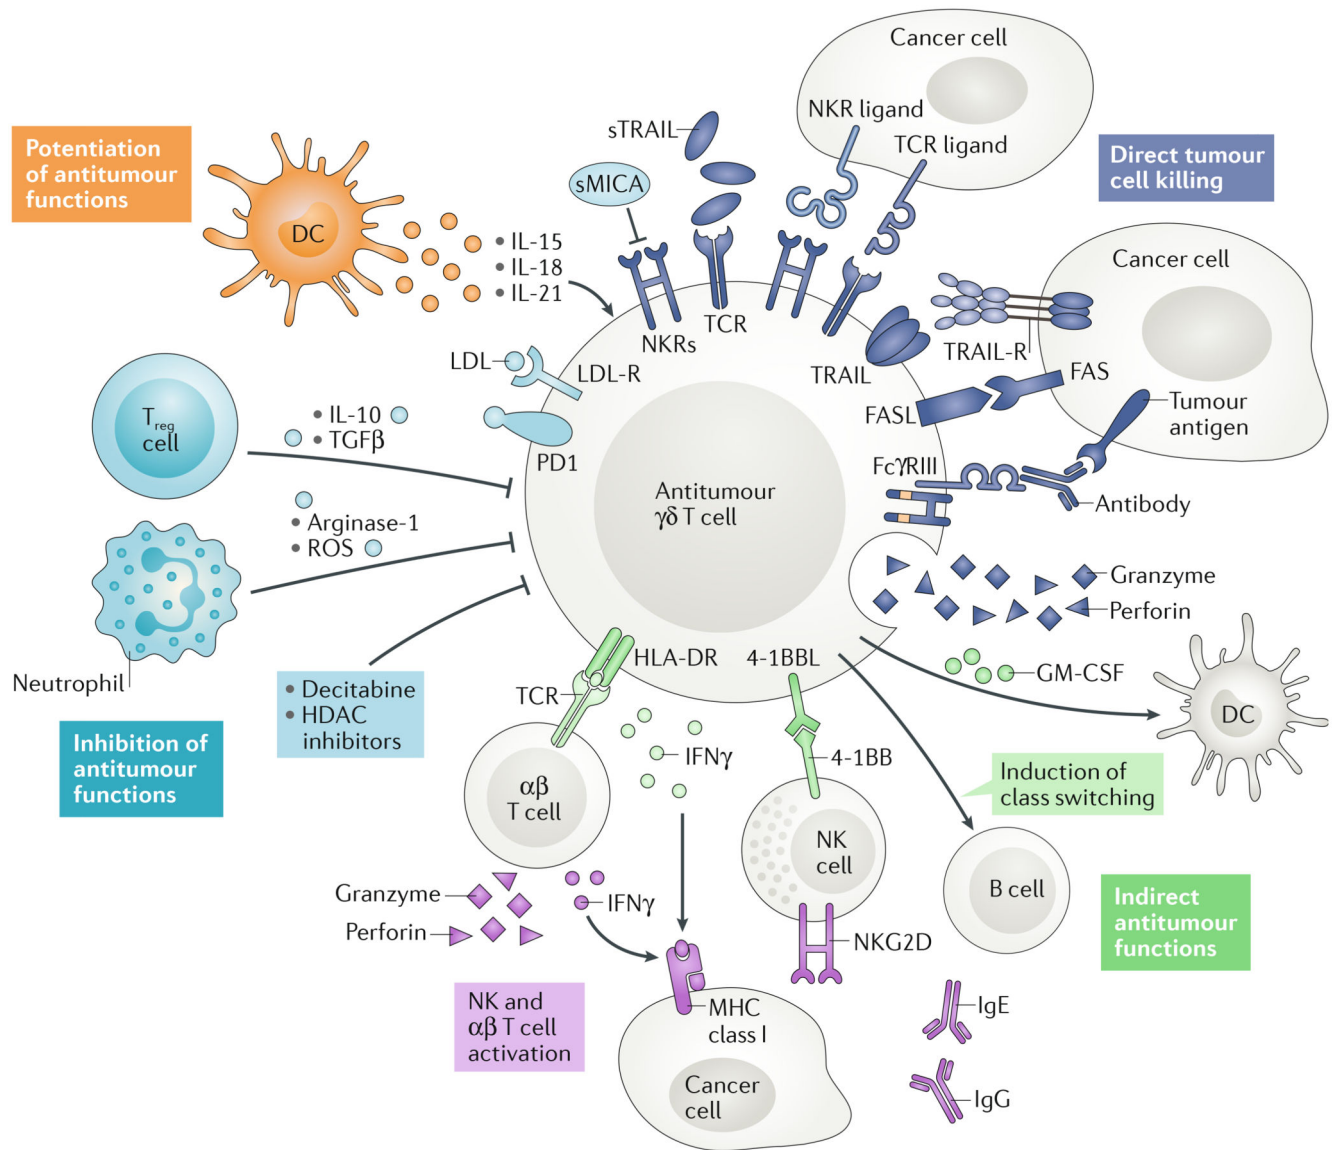 Cancer cell
NKR ligand
TCR ligand
sTRAIL
sMICA
Potentiation
of antitumour
functions
DC
• IL-15
• IL-18
• IL-21
Direct tumour
cell killing
Cancer cell
NKRs
TCR
TRAIL
TRAIL-R
FASL
FAS
Tumour
antigen
FcγRIII
Antibody
LDL
LDL-R
PD1
Treg
cell
• IL-10
• TGFβ
• Arginase-1
• ROS
Neutrophil
Antitumour
γδ T cell
Granzyme
Perforin
Inhibition of
antitumour
functions
• Decitabine
• HDAC
inhibitors
HLA-DR
TCR
αβ
T cell
IFNγ
4-1BBL
4-1BB
NK
cell
GM-CSF
DC
Induction of
class switching
B cell
Indirect
antitumour
functions
Granzyme
Perforin
IFNγ
NKG2D
NK and
αβ T cell
activation
MHC
class I
Cancer
cell
IgE
IgG